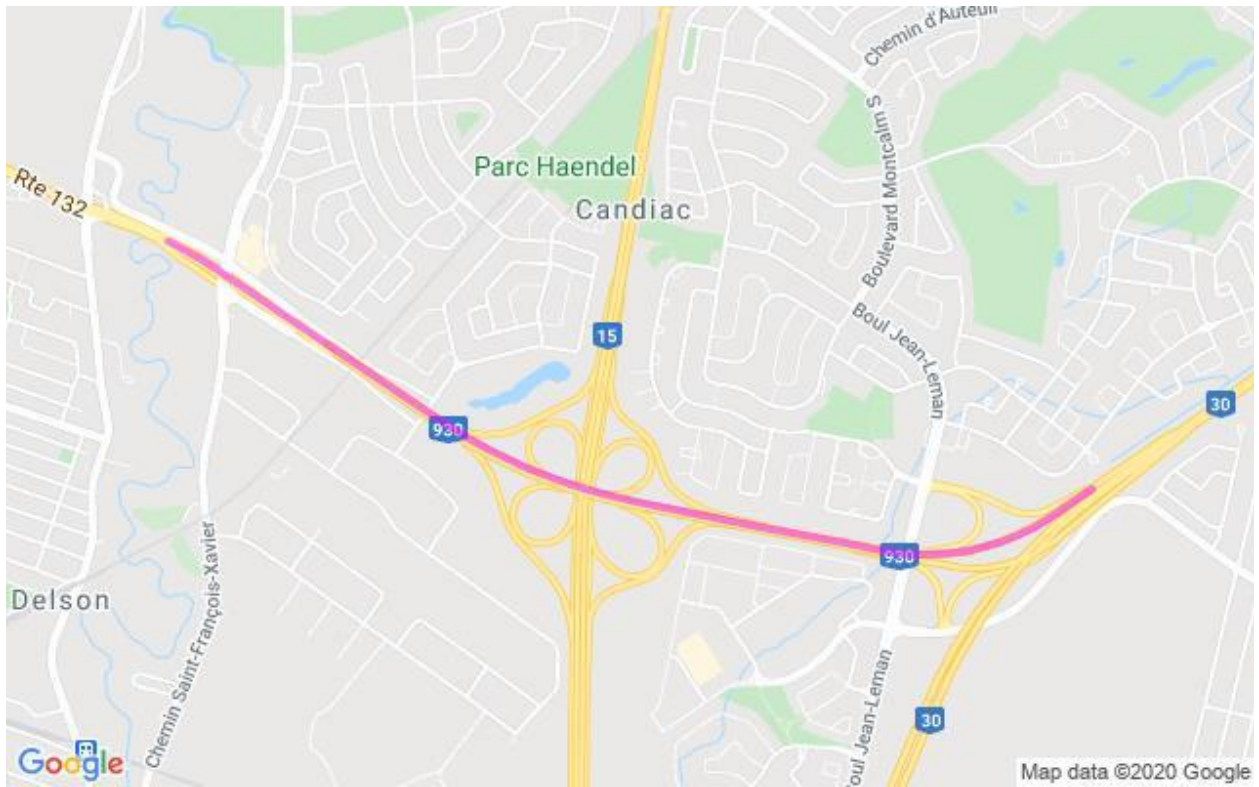 Chemin d'Auteuil
Boulevard Montcalm S
Rte 132
Parc Haendel
Candiac
15
Boul Jean-Leman
30
930
930
Delson
Chemin Saint-François-Xavier
30
Boul Jean-Leman
Google
Map data ©2020 Google